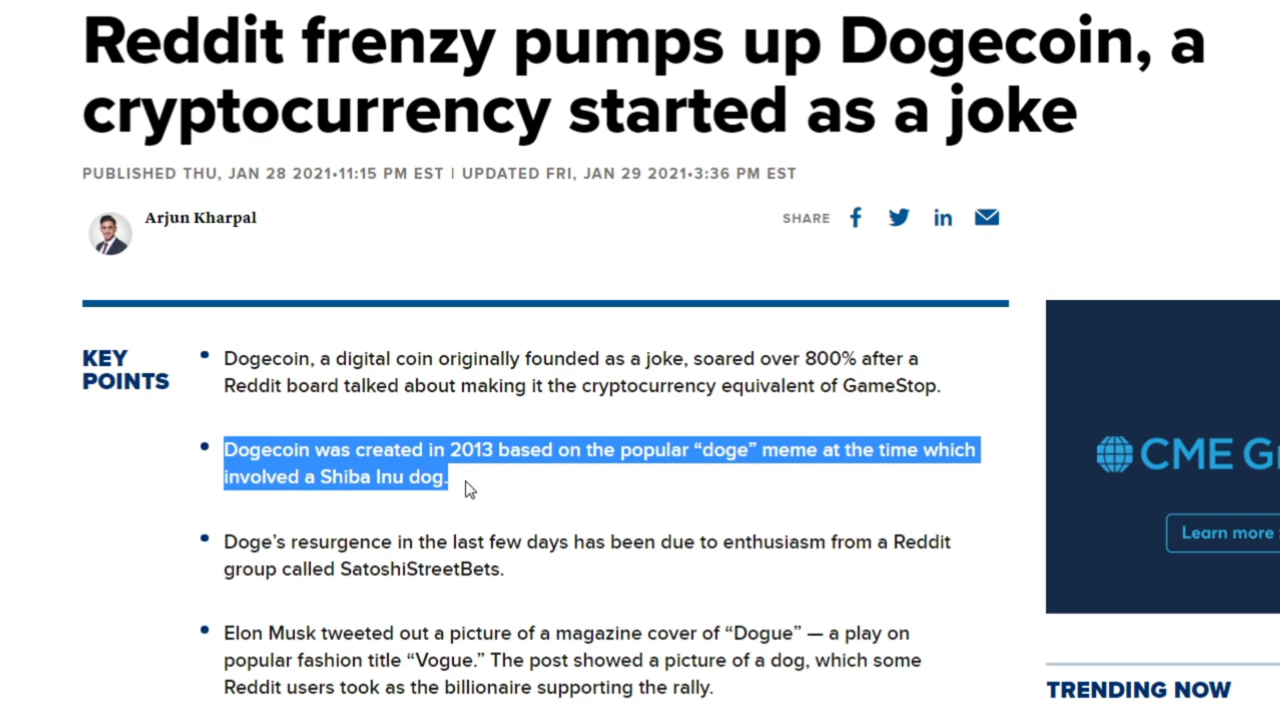 Reddit frenzy pumps up Dogecoin, a
cryptocurrency started as a joke
PUBLISHED THU, JAN 28 2021•11:15 PM EST | UPDATED FRI, JAN 29 2021•3:36 PM EST
Arjun Kharpal
SHARE
KEY
POINTS
Dogecoin, a digital coin originally founded as a joke, soared over 800% after a
Reddit board talked about making it the cryptocurrency equivalent of GameStop.
Dogecoin was created in 2013 based on the popular “doge” meme at the time which
involved a Shiba Inu dog.
Doge’s resurgence in the last few days has been due to enthusiasm from a Reddit
group called SatoshiStreetBets.
Elon Musk tweeted out a picture of a magazine cover of “Dogue” — a play on
popular fashion title “Vogue.” The post showed a picture of a dog, which some
Reddit users took as the billionaire supporting the rally.
CME
Learn more
TRENDING NOW